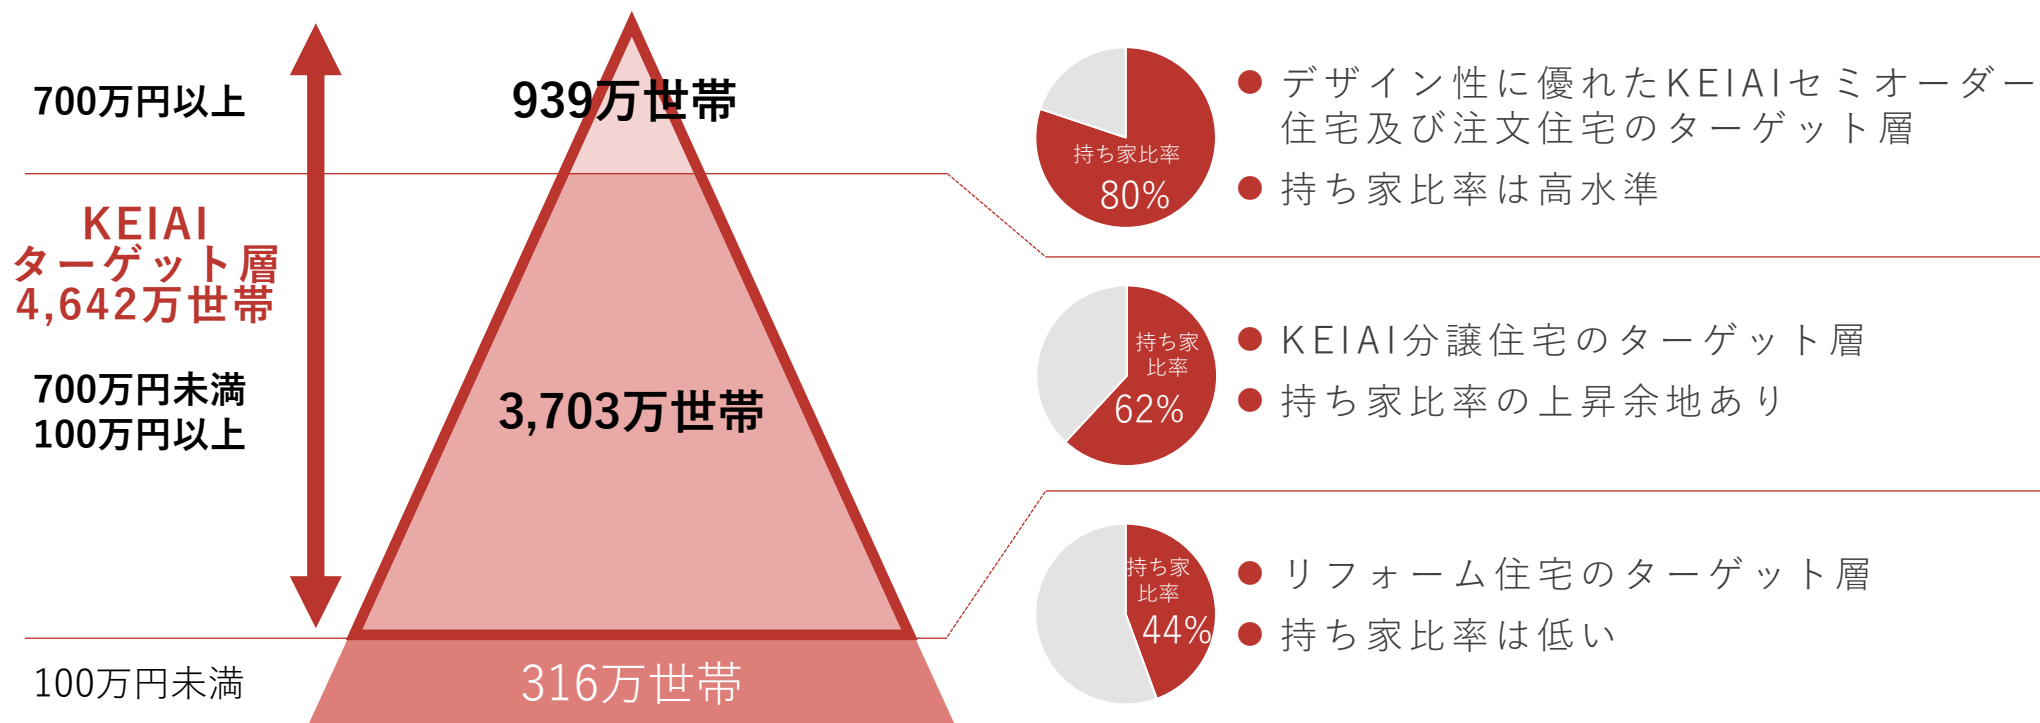 700万円以上
KEIAI
ターゲット層
4,642万世帯
700万円未満
100万円以上
100万円未満
939万世帯
3,703万世帯
316万世帯
持ち家比率
80%
● デザイン性に優れたKEIAIセミオーダー
住宅及び注文住宅のターゲット層
● 持ち家比率は高水準
持ち家
比率
62%
● KEIAI分譲住宅のターゲット層
● 持ち家比率の上昇余地あり
持ち家
比率
44%
● リフォーム住宅のターゲット層
● 持ち家比率は低い